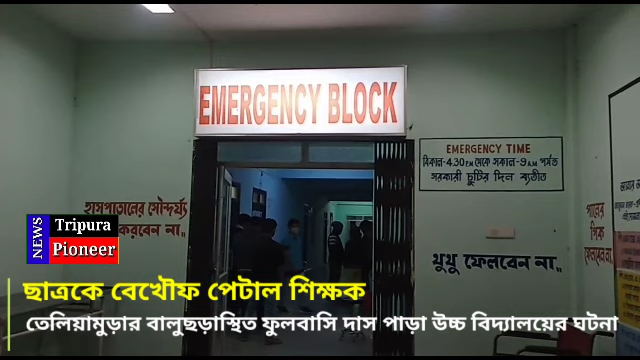 EMERGENCY BLOCK
EMERGENCY TIME
বিকাল-4.30 P.M থেকে সকাল-9 A.M পর্যন্ত
সরকারী ছুটির দিন ব্যতীত
হাসপাতালের সৌন্দর্য্য
করবেন না,,
থুথু ফেলবেন না,,
পানের
পিক
ফেলবেন না,,
NEWS
Tripura
Pioneer
ছাত্রকে বেখৌফ পেটাল শিক্ষক
তেলিয়ামুড়ার বালুছড়াস্থিত ফুলবাসি দাস পাড়া উচ্চ বিদ্যালয়ের ঘটনা